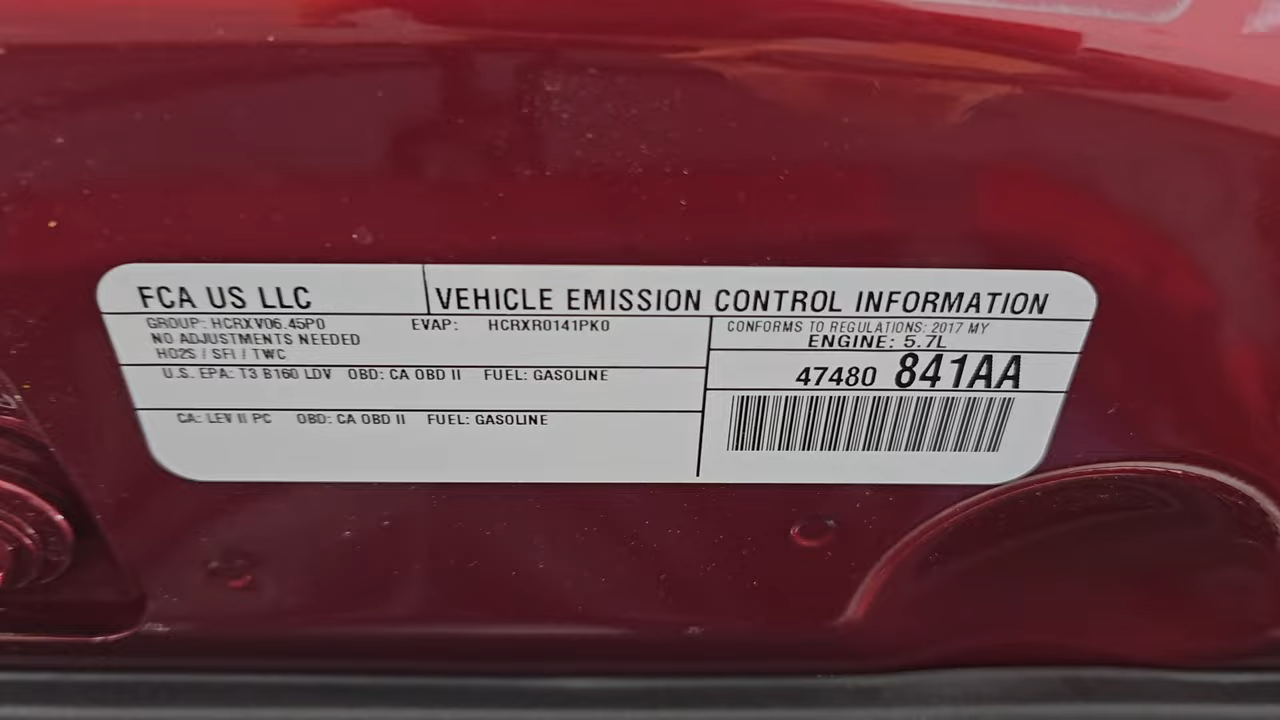 FCA US LLC
VEHICLE EMISSION CONTROL INFORMATION
GROUP: HCRXV06.45P0 EVAP: HCRXR0141PK0
NO ADJUSTMENTS NEEDED
HO2S / SFI / TWC
U.S. EPA: T3 B160 LDV OBD: CA OBD II FUEL: GASOLINE
CA: LEV II PC OBD: CA OBD II FUEL: GASOLINE
CONFORMS TO REGULATIONS: 2017 MY
ENGINE: 5.7L
47480 841AA